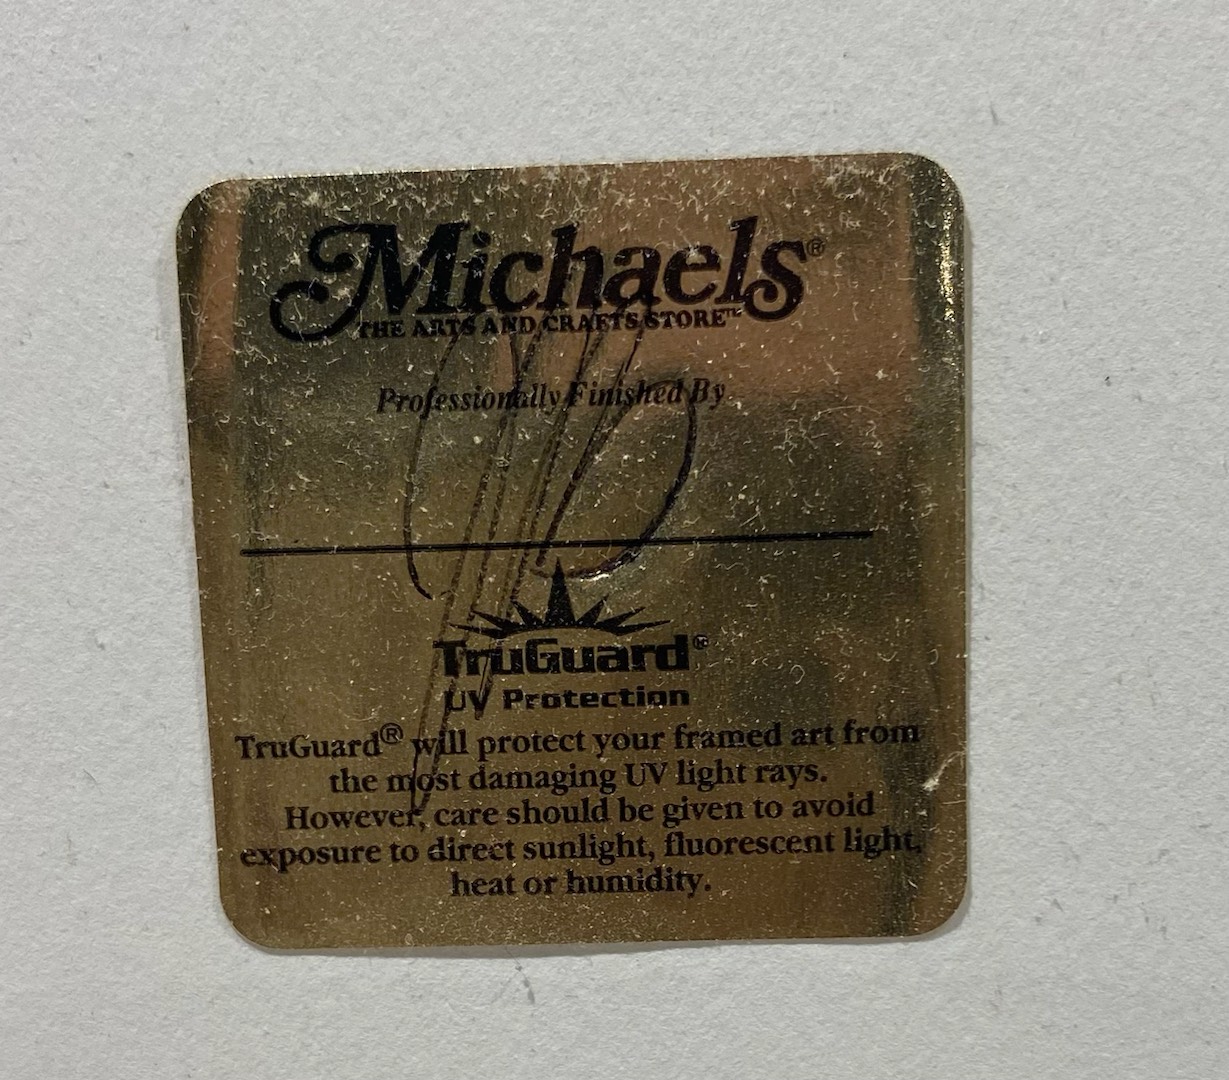 Michaels®
THE ARTS AND CRAFTS STORE™
Professionally Finished By
TruGuard®
UV Protection
TruGuard® will protect your framed art from
the most damaging UV light rays.
However, care should be given to avoid
exposure to direct sunlight, fluorescent light,
heat or humidity.